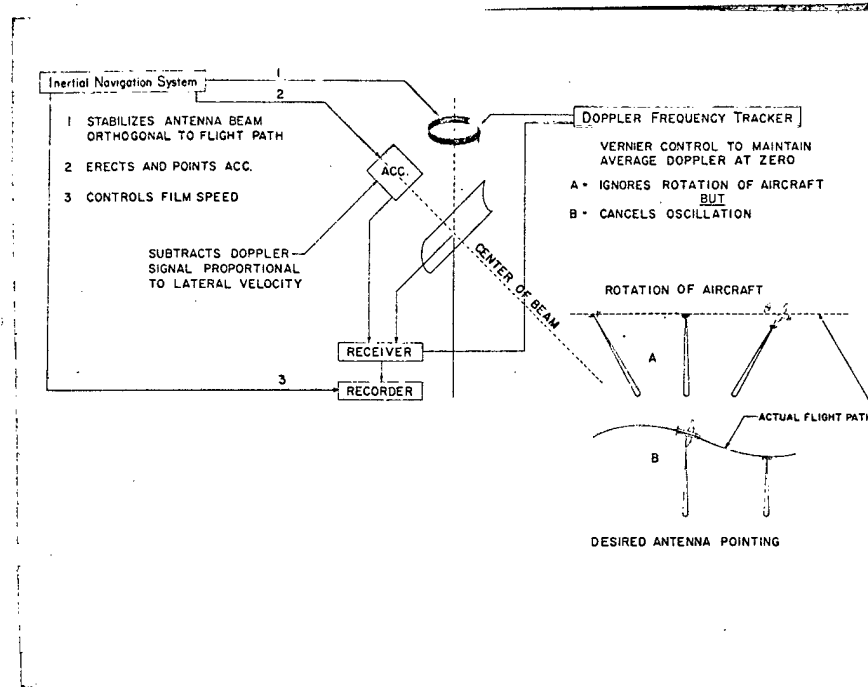 Inertial Navigation System
1
2
1 STABILIZES ANTENNA BEAM
ORTHOGONAL TO FLIGHT PATH
2 ERECTS AND POINTS ACC.
3 CONTROLS FILM SPEED
ACC.
SUBTRACTS DOPPLER
SIGNAL PROPORTIONAL
TO LATERAL VELOCITY
CENTER OF BEAM
RECEIVER
3
RECORDER
DOPPLER FREQUENCY TRACKER
VERNIER CONTROL TO MAINTAIN
AVERAGE DOPPLER AT ZERO
A - IGNORES ROTATION OF AIRCRAFT
BUT
B - CANCELS OSCILLATION
ROTATION OF AIRCRAFT
A
ACTUAL FLIGHT PATH
B
DESIRED ANTENNA POINTING